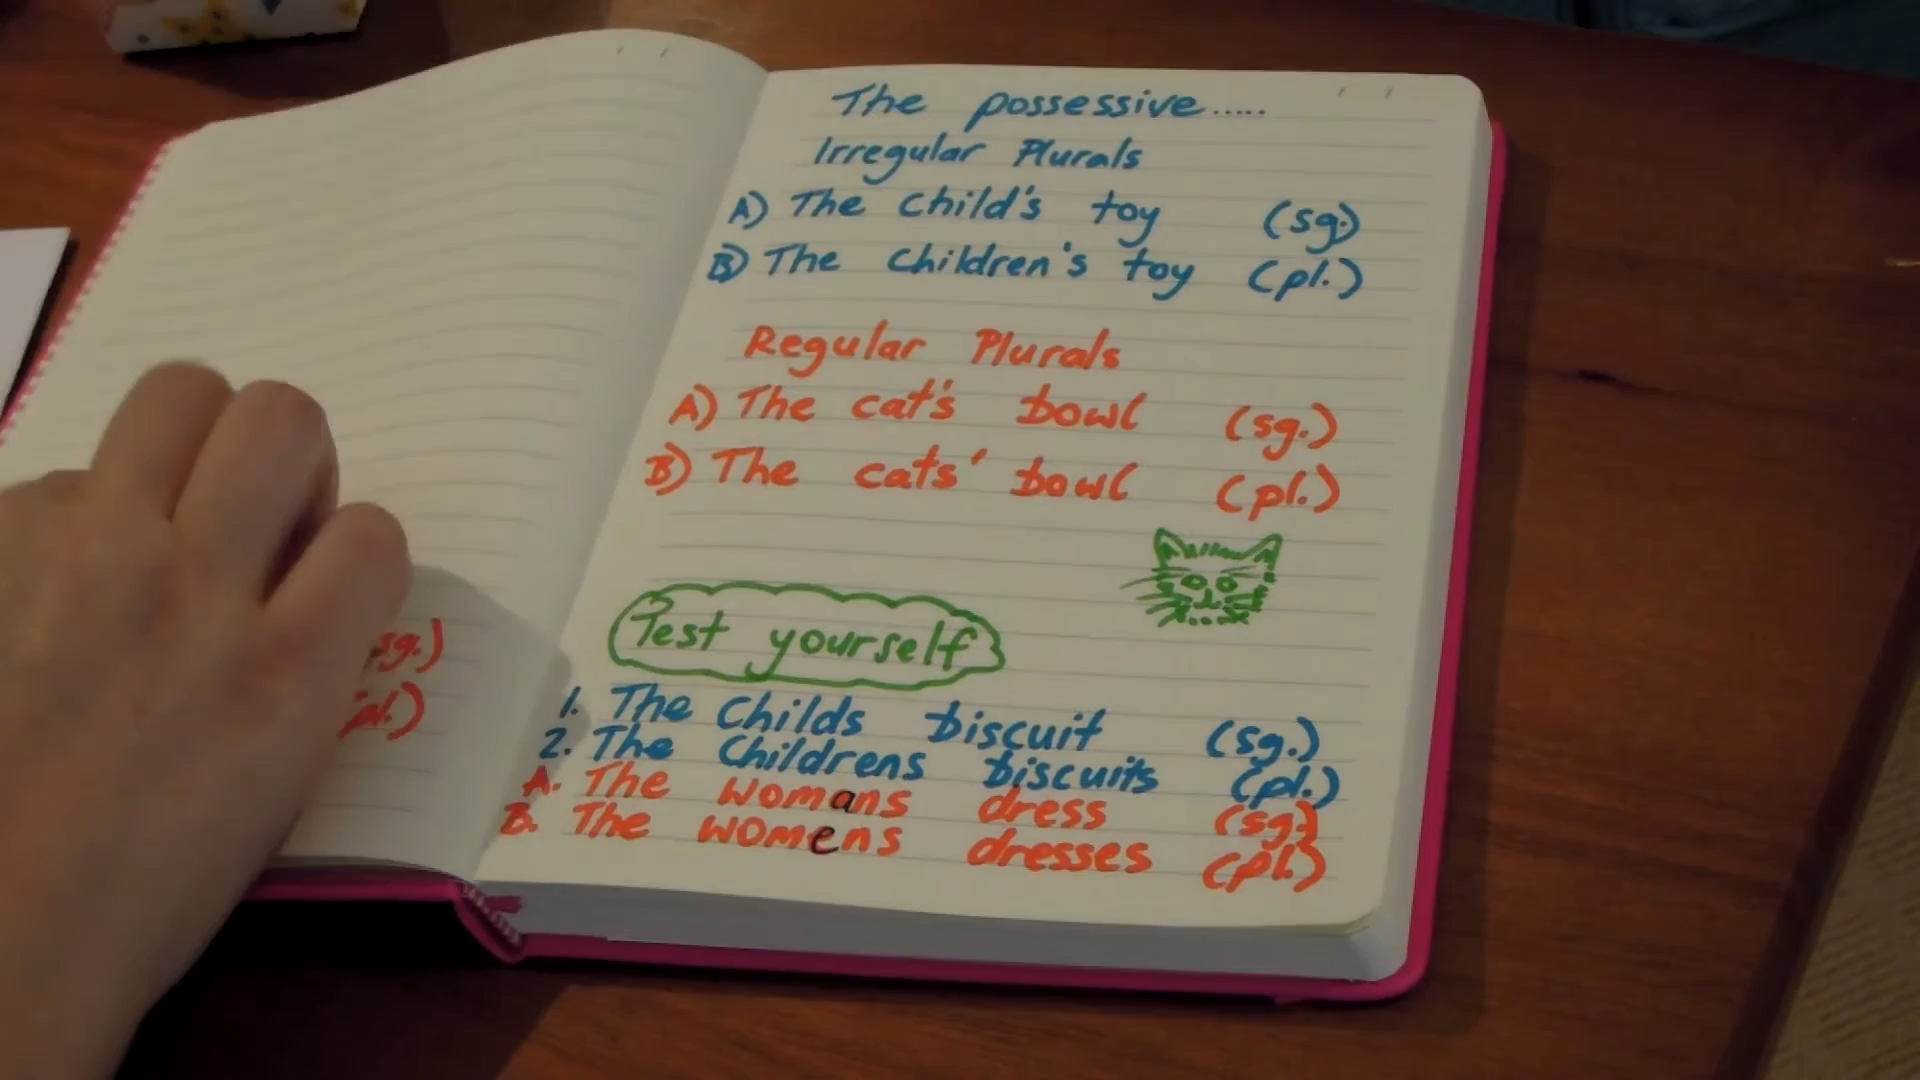 The possessive.....
Irregular Plurals
A) The child's toy (sg.)
B) The children's toy (pl.)
Regular Plurals
A) The cat's bowl (sg.)
B) The cats' bowl (pl.)
Test yourself
1. The Childs biscuit (sg.)
2. The Childrens biscuits (pl.)
A. The womans dress (sg.)
B. The womens dresses (pl.)
sg.)
pl.)